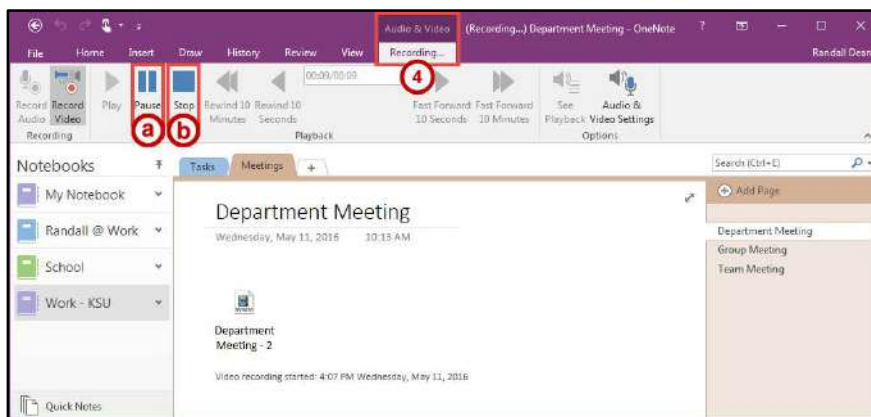 Audio & Video
(Recording...) Department Meeting - OneNote
?
File Home Insert Draw History Review View Recording... Randall Dean
4
Record Audio
Record Video
Play
Pause
a
Stop
b
Rewind 10 Minutes
Rewind 10 Seconds
00:09/00:09
Fast Forward 10 Seconds
Fast Forward 10 Minutes
See Playback
Audio & Video Settings
Recording
Playback
Options
Notebooks
My Notebook
Randall @ Work
School
Work - KSU
Quick Notes
Tasks
Meetings
+
Search (Ctrl+E)
Department Meeting
Wednesday, May 11, 2016 10:13 AM
Department
Meeting - 2
Video recording started: 4:07 PM Wednesday, May 11, 2016
Add Page
Department Meeting
Group Meeting
Team Meeting